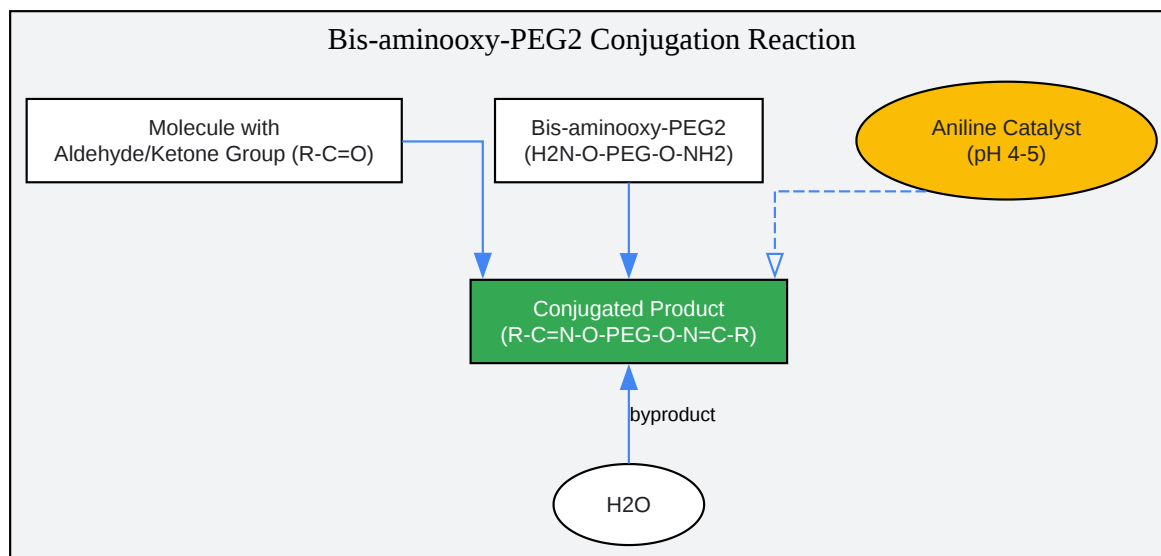 Bis-aminooxy-PEG2 Conjugation Reaction
Molecule with
Aldehyde/Ketone Group (R-C=O)
Bis-aminooxy-PEG2
(H2N-O-PEG-O-NH2)
Aniline Catalyst
(pH 4-5)
Conjugated Product
(R-C=N-O-PEG-O-N=C-R)
byproduct
H2O